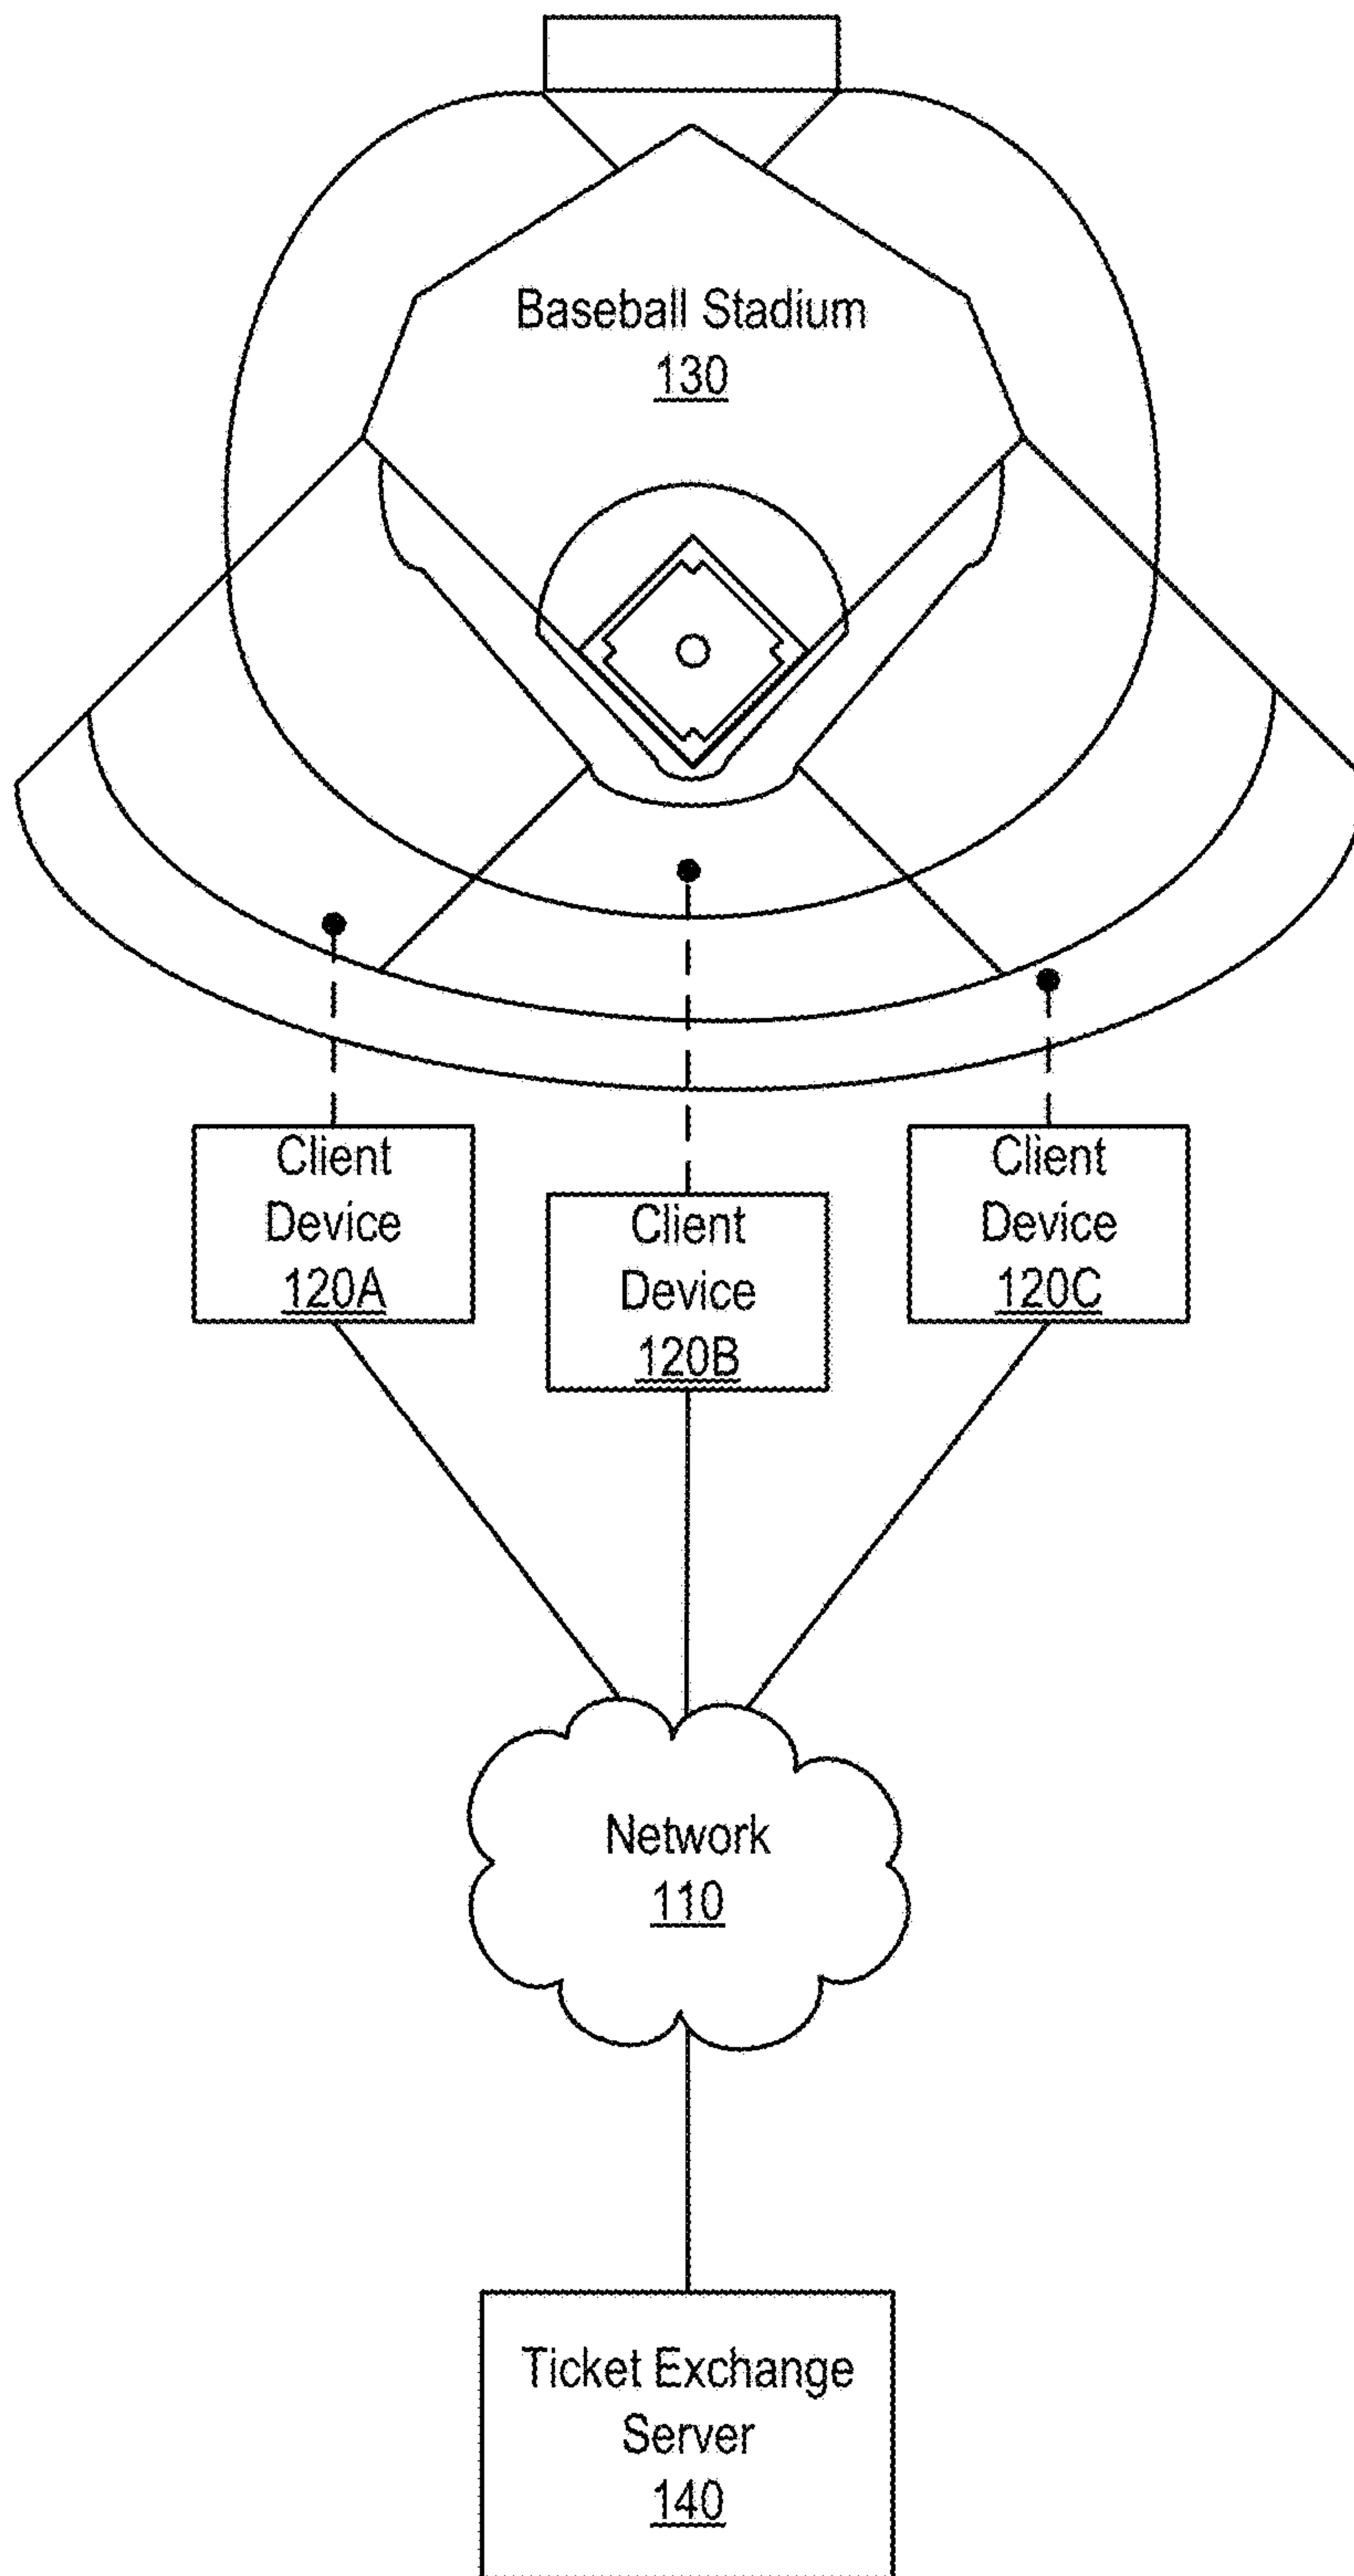 Baseball Stadium
130
Client
Device
120A
Client
Device
120B
Client
Device
120C
Network
110
Ticket Exchange
Server
140